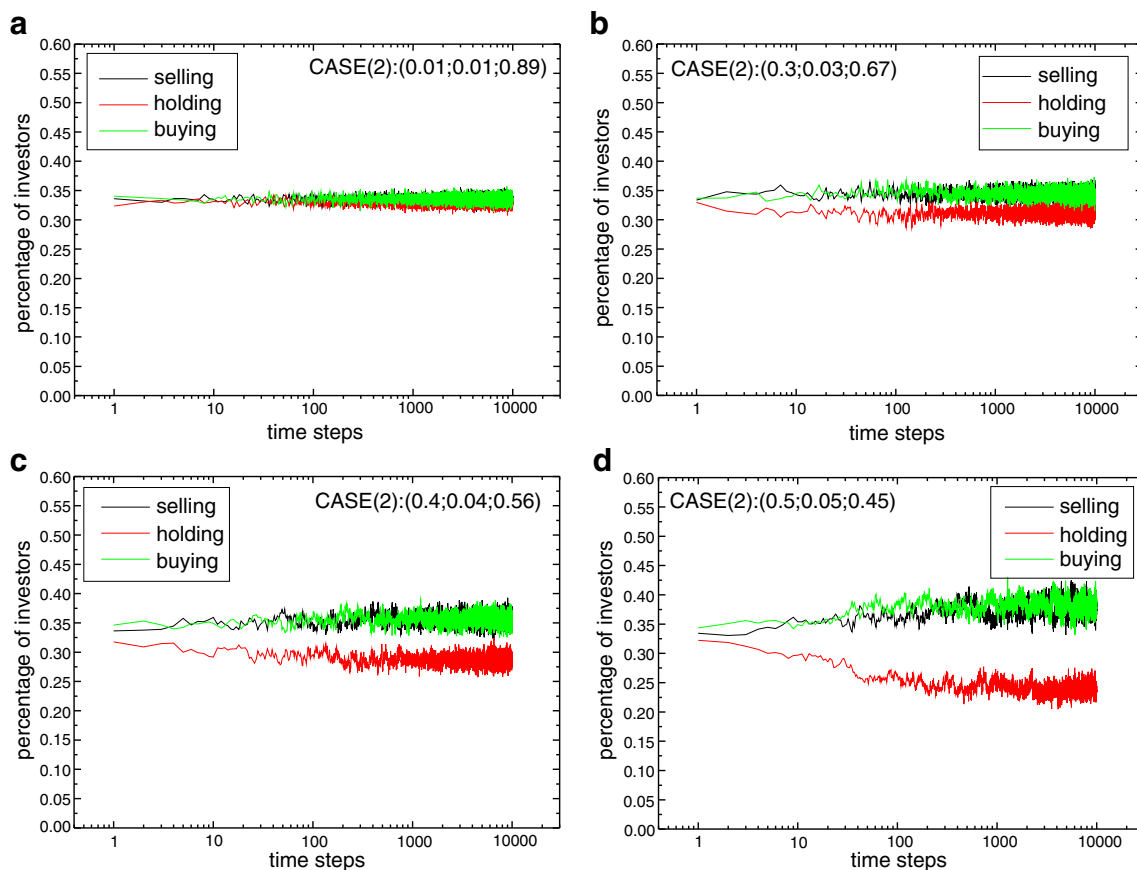 a
CASE(2):(0.01;0.01;0.89)
selling
holding
buying
percentage of investors
0.60
0.55
0.50
0.45
0.40
0.35
0.30
0.25
0.20
0.15
0.10
0.05
0.00
1 10 100 1000 10000
time steps
b
CASE(2):(0.3;0.03;0.67)
selling
holding
buying
percentage of investors
0.60
0.55
0.50
0.45
0.40
0.35
0.30
0.25
0.20
0.15
0.10
0.05
0.00
1 10 100 1000 10000
time steps
c
CASE(2):(0.4;0.04;0.56)
selling
holding
buying
percentage of investors
0.60
0.55
0.50
0.45
0.40
0.35
0.30
0.25
0.20
0.15
0.10
0.05
0.00
1 10 100 1000 10000
time steps
d
CASE(2):(0.5;0.05;0.45)
selling
holding
buying
percentage of investors
0.60
0.55
0.50
0.45
0.40
0.35
0.30
0.25
0.20
0.15
0.10
0.05
0.00
1 10 100 1000 10000
time steps